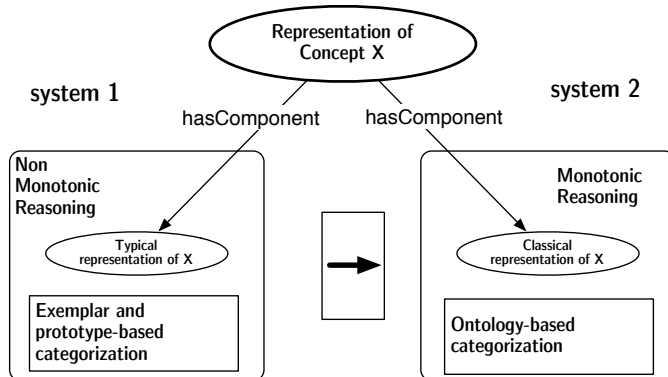 Representation of
Concept X
system 1
system 2
hasComponent
hasComponent
Non
Monotonic
Reasoning
Monotonic
Reasoning
Typical
representation of X
Classical
representation of X
Exemplar and
prototype-based
categorization
Ontology-based
categorization